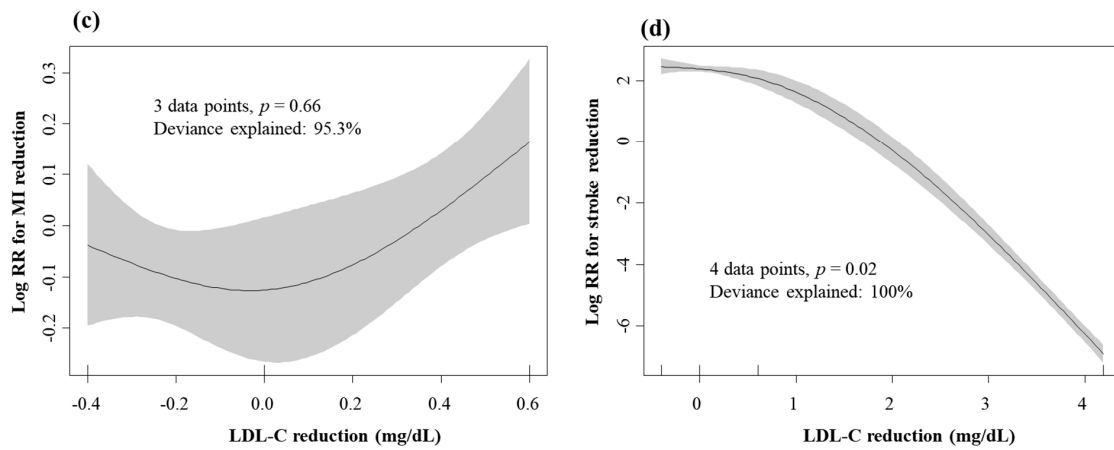 (c)
Log RR for MI reduction
0.3
0.2
0.1
0.0
-0.1
-0.2
3 data points, p = 0.66
Deviance explained: 95.3%
-0.4
-0.2
0.0
0.2
0.4
0.6
LDL-C reduction (mg/dL)
(d)
Log RR for stroke reduction
2
0
-2
-4
-6
4 data points, p = 0.02
Deviance explained: 100%
0
1
2
3
4
LDL-C reduction (mg/dL)